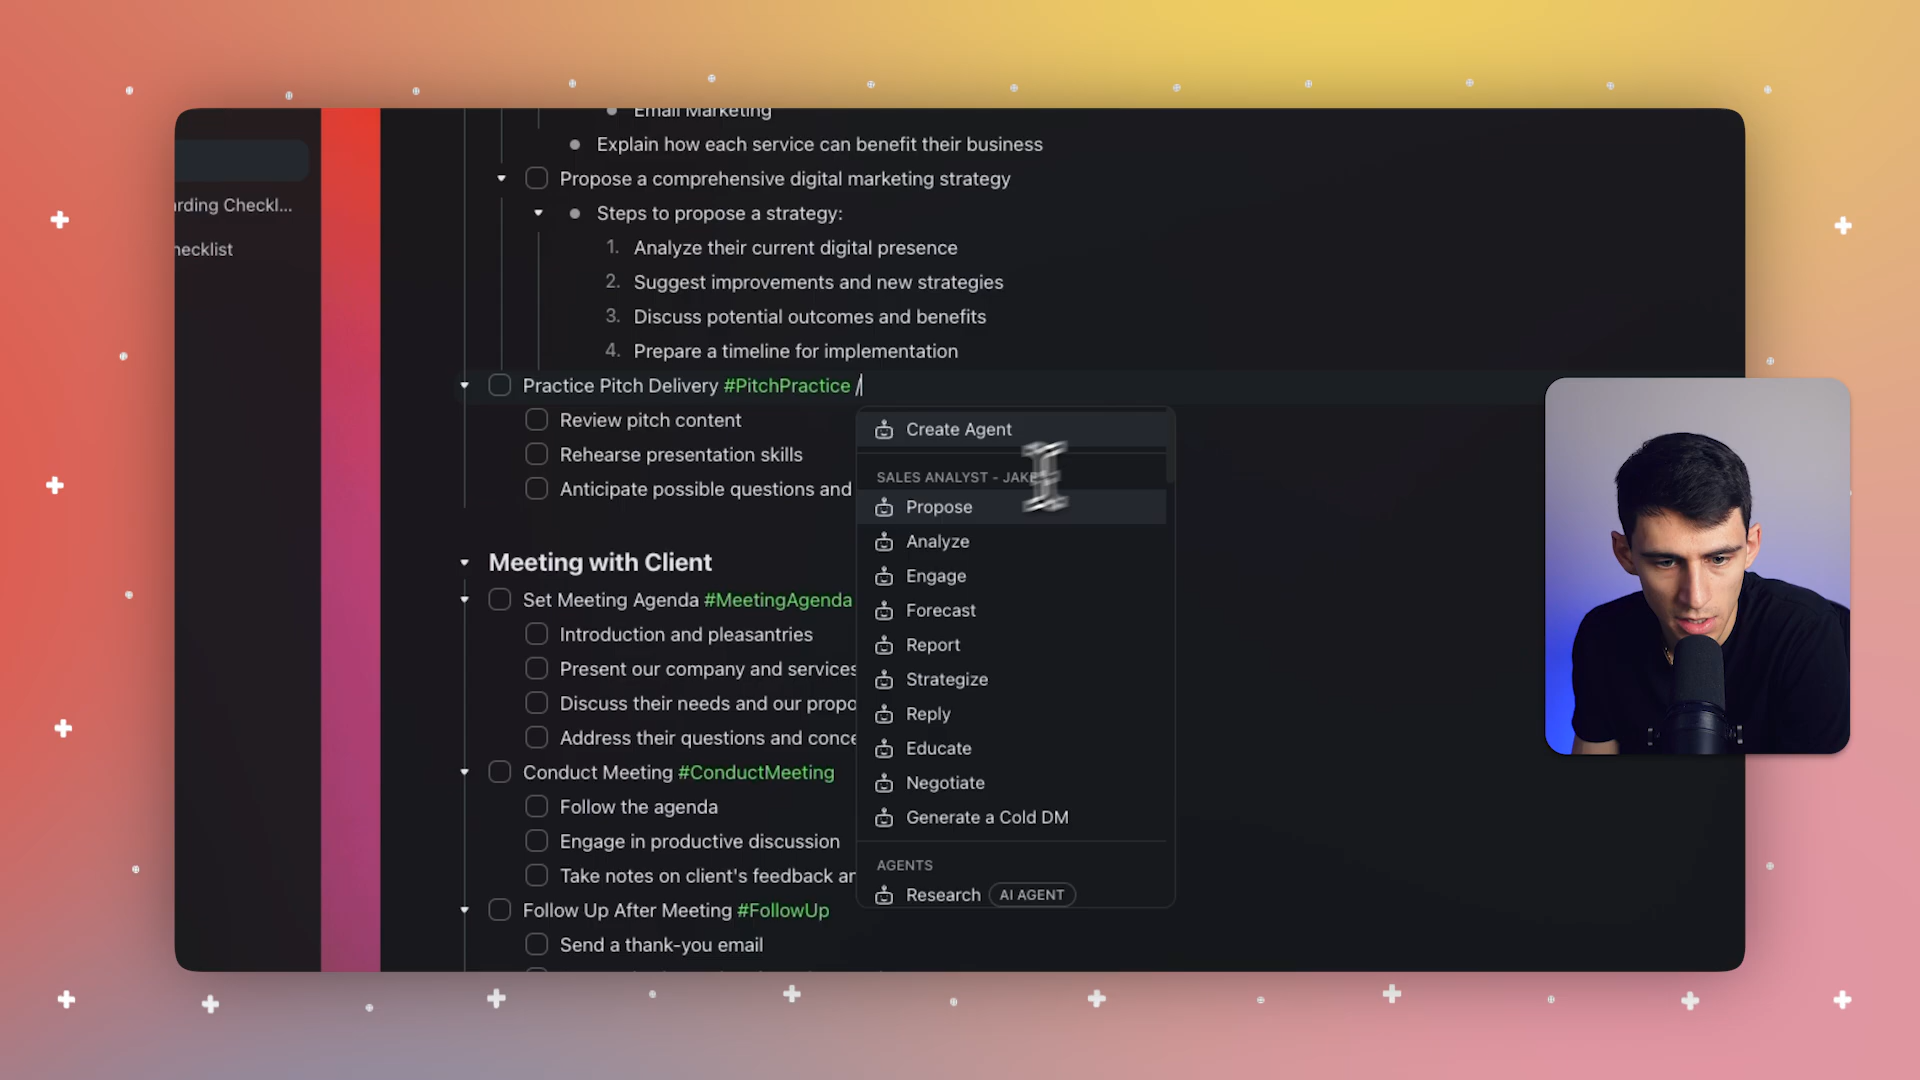 Email Marketing
Explain how each service can benefit their business
Propose a comprehensive digital marketing strategy
arding Checkl...
Steps to propose a strategy:
hecklist
1. Analyze their current digital presence
2. Suggest improvements and new strategies
3. Discuss potential outcomes and benefits
4. Prepare a timeline for implementation
Practice Pitch Delivery #PitchPractice /
Review pitch content
Rehearse presentation skills
Anticipate possible questions and
Create Agent
SALES ANALYST - JAKE
Propose
Analyze
Engage
Forecast
Report
Strategize
Reply
Educate
Negotiate
Generate a Cold DM
AGENTS
Research AI AGENT
Meeting with Client
Set Meeting Agenda #MeetingAgenda
Introduction and pleasantries
Present our company and services
Discuss their needs and our propo
Address their questions and conce
Conduct Meeting #ConductMeeting
Follow the agenda
Engage in productive discussion
Take notes on client's feedback an
Follow Up After Meeting #FollowUp
Send a thank-you email